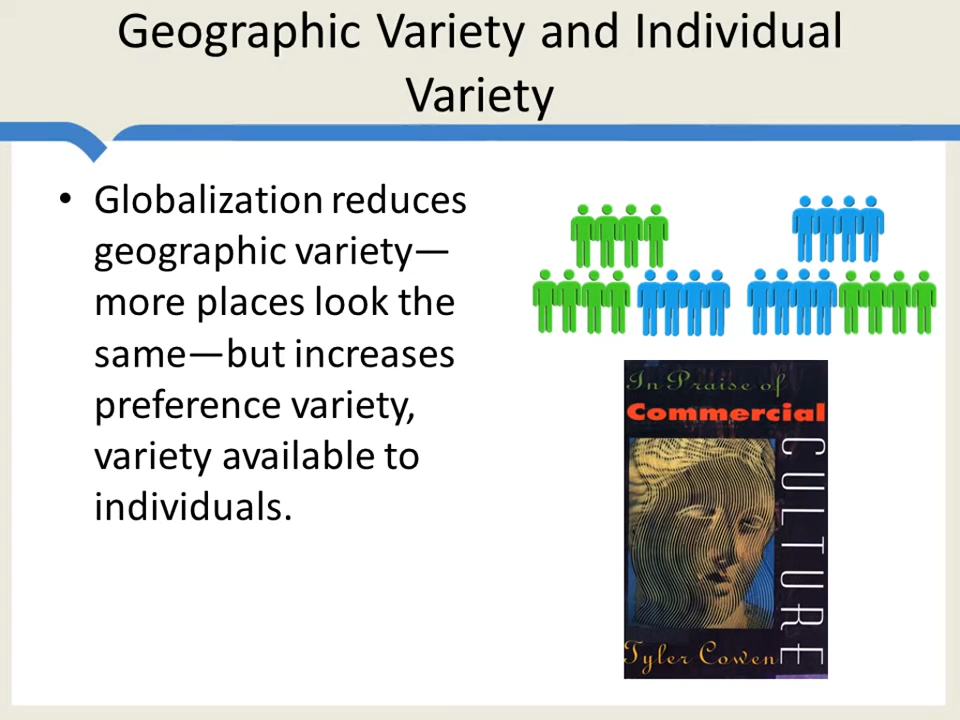 Geographic Variety and Individual
Variety
• Globalization reduces
geographic variety—
more places look the
same—but increases
preference variety,
variety available to
individuals.
In Praise of
Commercial
CULTURE
Tyler Cowen